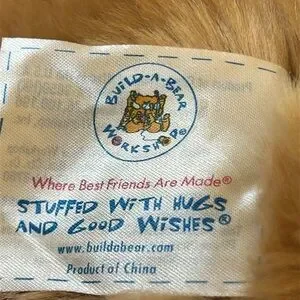 BUILD-A-BEAR
WORKSHOP®
Where Best Friends Are Made®
STUFFED WITH HUGS
AND GOOD WISHES®
www.buildabear.com
Product of China